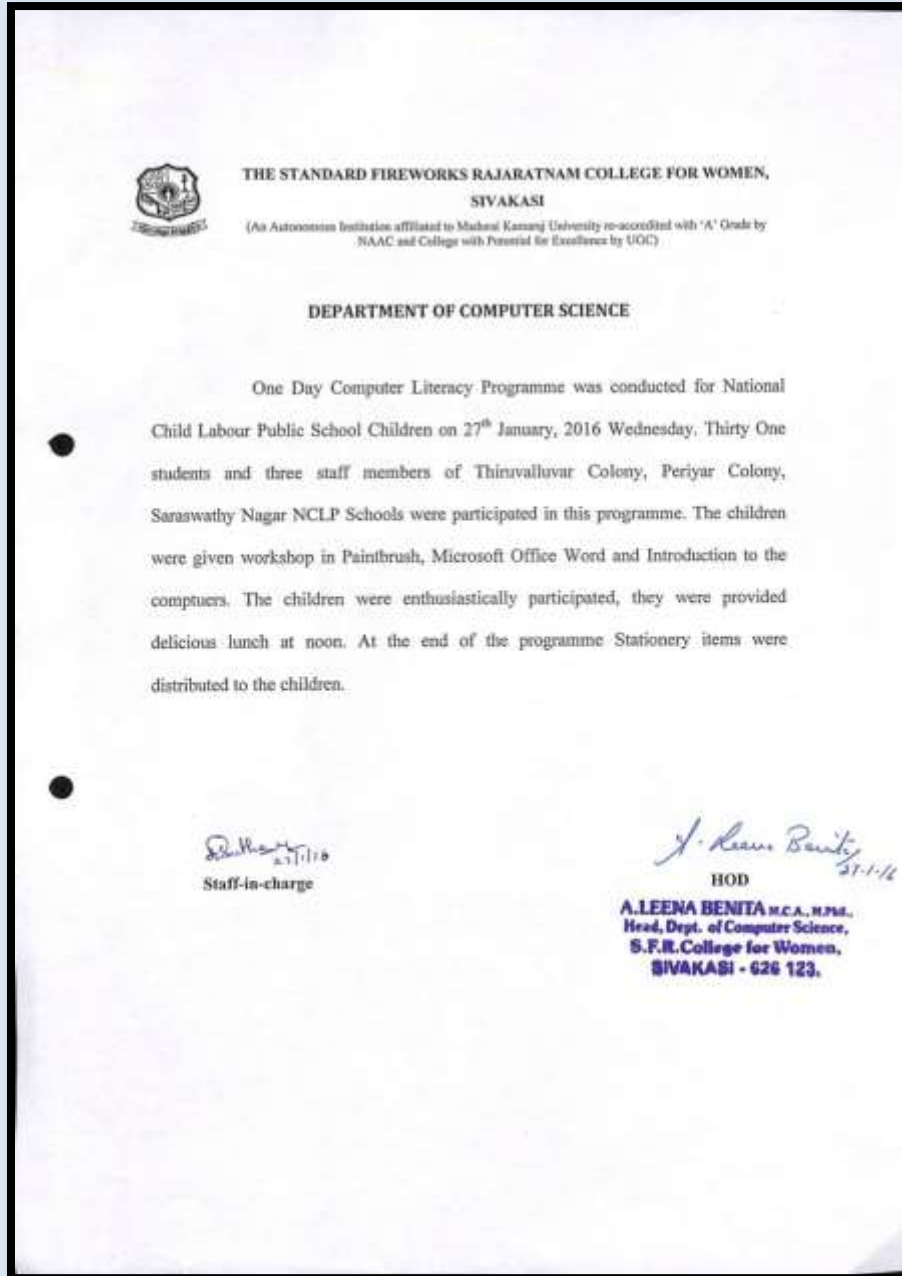 THE STANDARD FIREWORKS RAJARATNAM COLLEGE FOR WOMEN,
SIVAKASI
(An Autonomous Institution affiliated to Madurai Kamaraj University re-accredited with 'A' Grade by
NAAC and College with Potential for Excellence by UGC)
DEPARTMENT OF COMPUTER SCIENCE
One Day Computer Literacy Programme was conducted for National
Child Labour Public School Children on 27th January, 2016 Wednesday. Thirty One
students and three staff members of Thiruvalluvar Colony, Periyar Colony,
Saraswathy Nagar NCLP Schools were participated in this programme. The children
were given workshop in Paintbrush, Microsoft Office Word and Introduction to the
comptuers. The children were enthusiastically participated, they were provided
delicious lunch at noon. At the end of the programme Stationery items were
distributed to the children.
27/1/16
Staff-in-charge
A. Leena Benita
27-1-16
HOD
A.LEENA BENITA M.C.A., M.Phil.,
Head, Dept. of Computer Science,
S.F.R.College for Women,
SIVAKASI - 626 123.